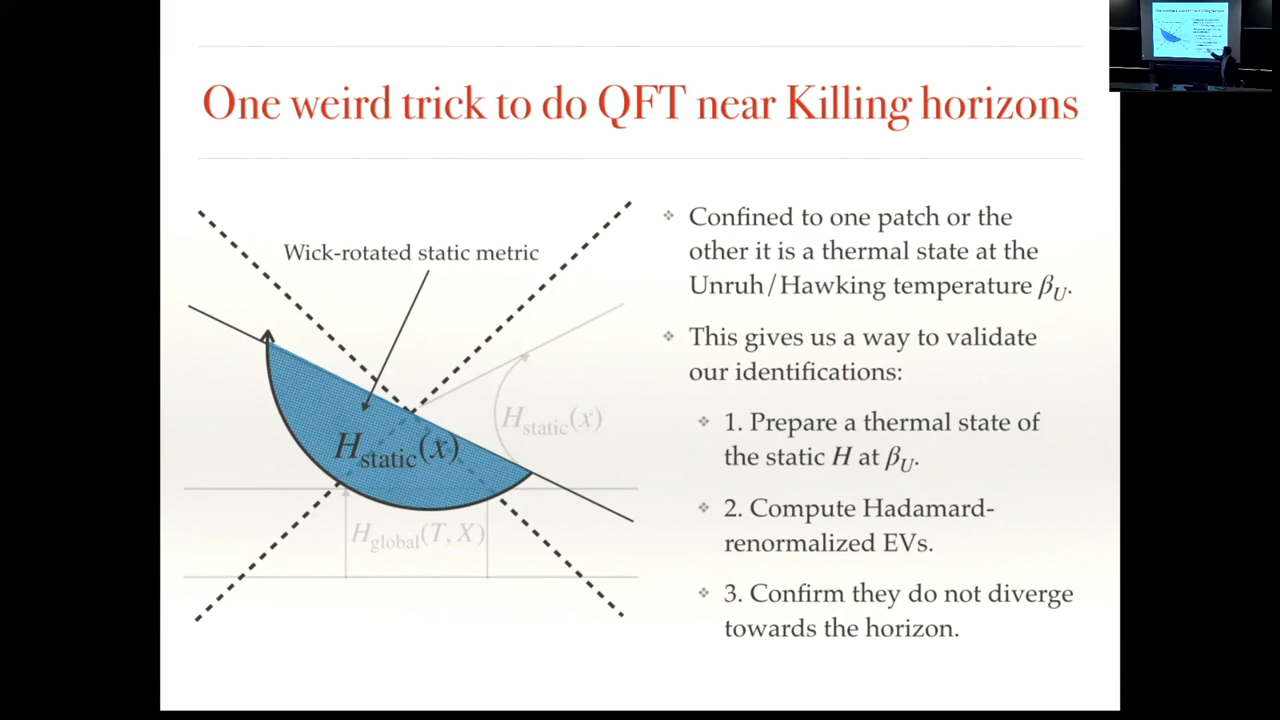 One weird trick to do QFT near Killing horizons
Wick-rotated static metric
H_static(x)
H_static(x)
H_global(T, X)
Confined to one patch or the
other it is a thermal state at the
Unruh/Hawking temperature β_U.
This gives us a way to validate
our identifications:
1. Prepare a thermal state of
the static H at β_U.
2. Compute Hadamard-
renormalized EVs.
3. Confirm they do not diverge
towards the horizon.